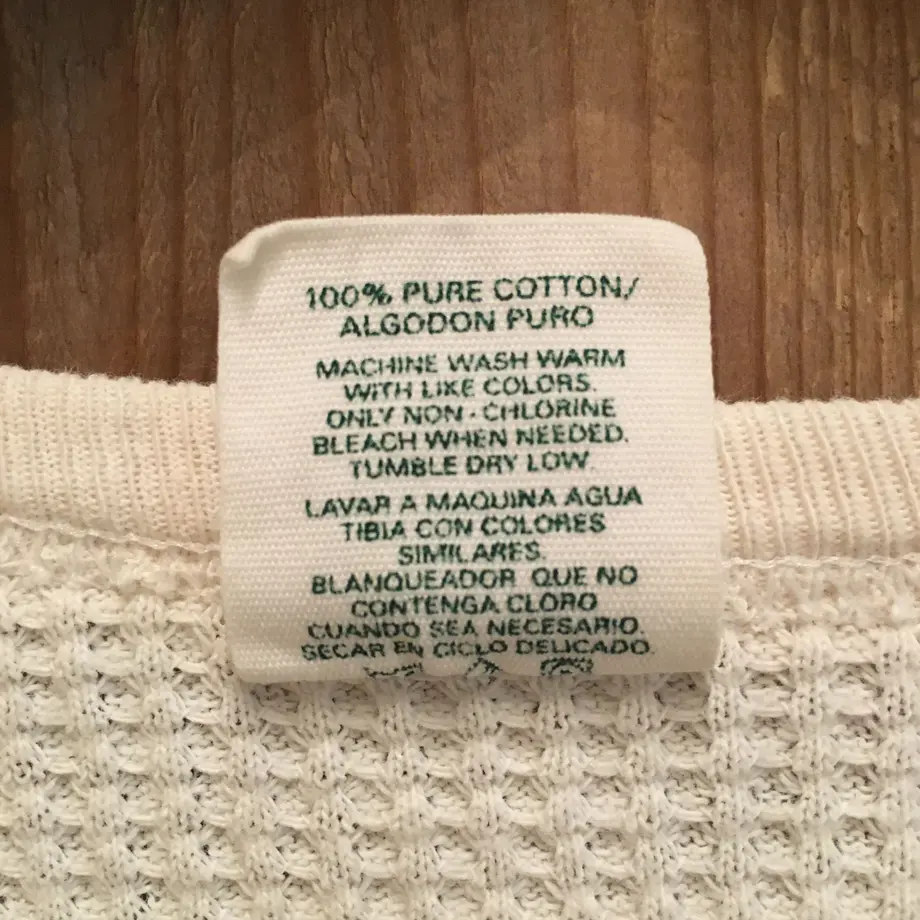 100% PURE COTTON/
ALGODON PURO
MACHINE WASH WARM
WITH LIKE COLORS.
ONLY NON-CHLORINE
BLEACH WHEN NEEDED.
TUMBLE DRY LOW.
LAVAR A MAQUINA AGUA
TIBIA CON COLORES
SIMILARES.
BLANQUEADOR QUE NO
CONTENGA CLORO
CUANDO SEA NECESARIO.
SECAR EN CICLO DELICADO.